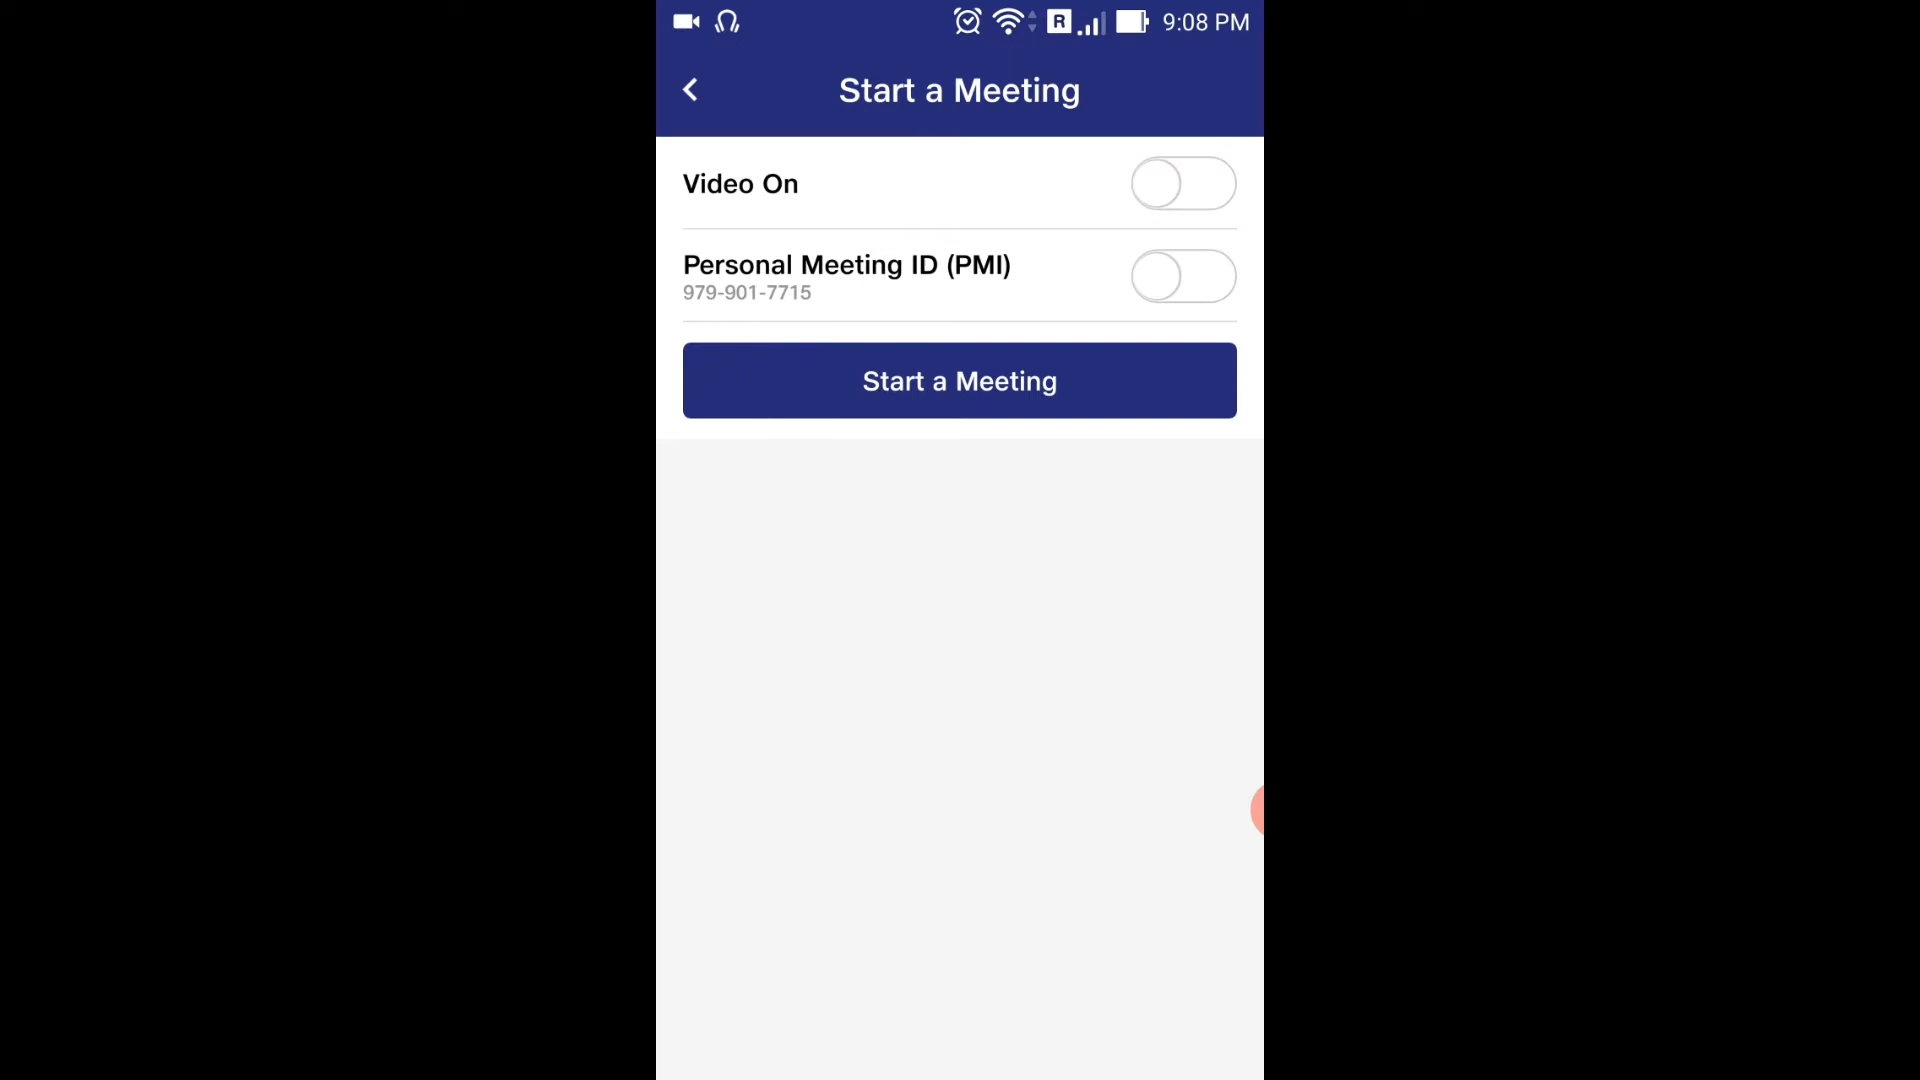 R 9:08 PM
Start a Meeting
Video On
Personal Meeting ID (PMI)
979-901-7715
Start a Meeting